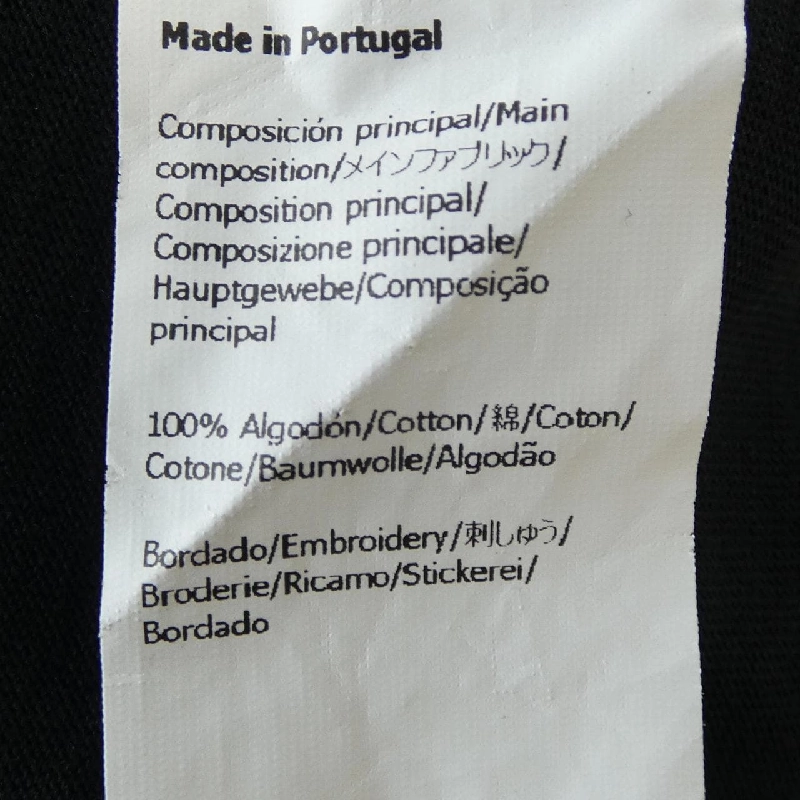 Made in Portugal
Composición principal/Main
composition/メインファブリック/
Composition principal/
Composizione principale/
Hauptgewebe/Composição
principal
100% Algodón/Cotton/綿/Coton/
Cotone/Baumwolle/Algodão
Bordado/Embroidery/刺しゅう/
Broderie/Ricamo/Stickerei/
Bordado